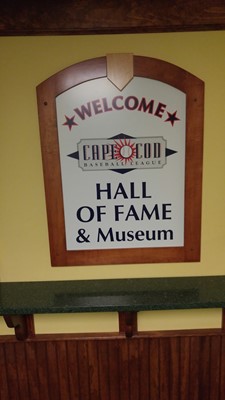 WELCOME
CAPE COD
BASEBALL LEAGUE
HALL
OF FAME
& Museum